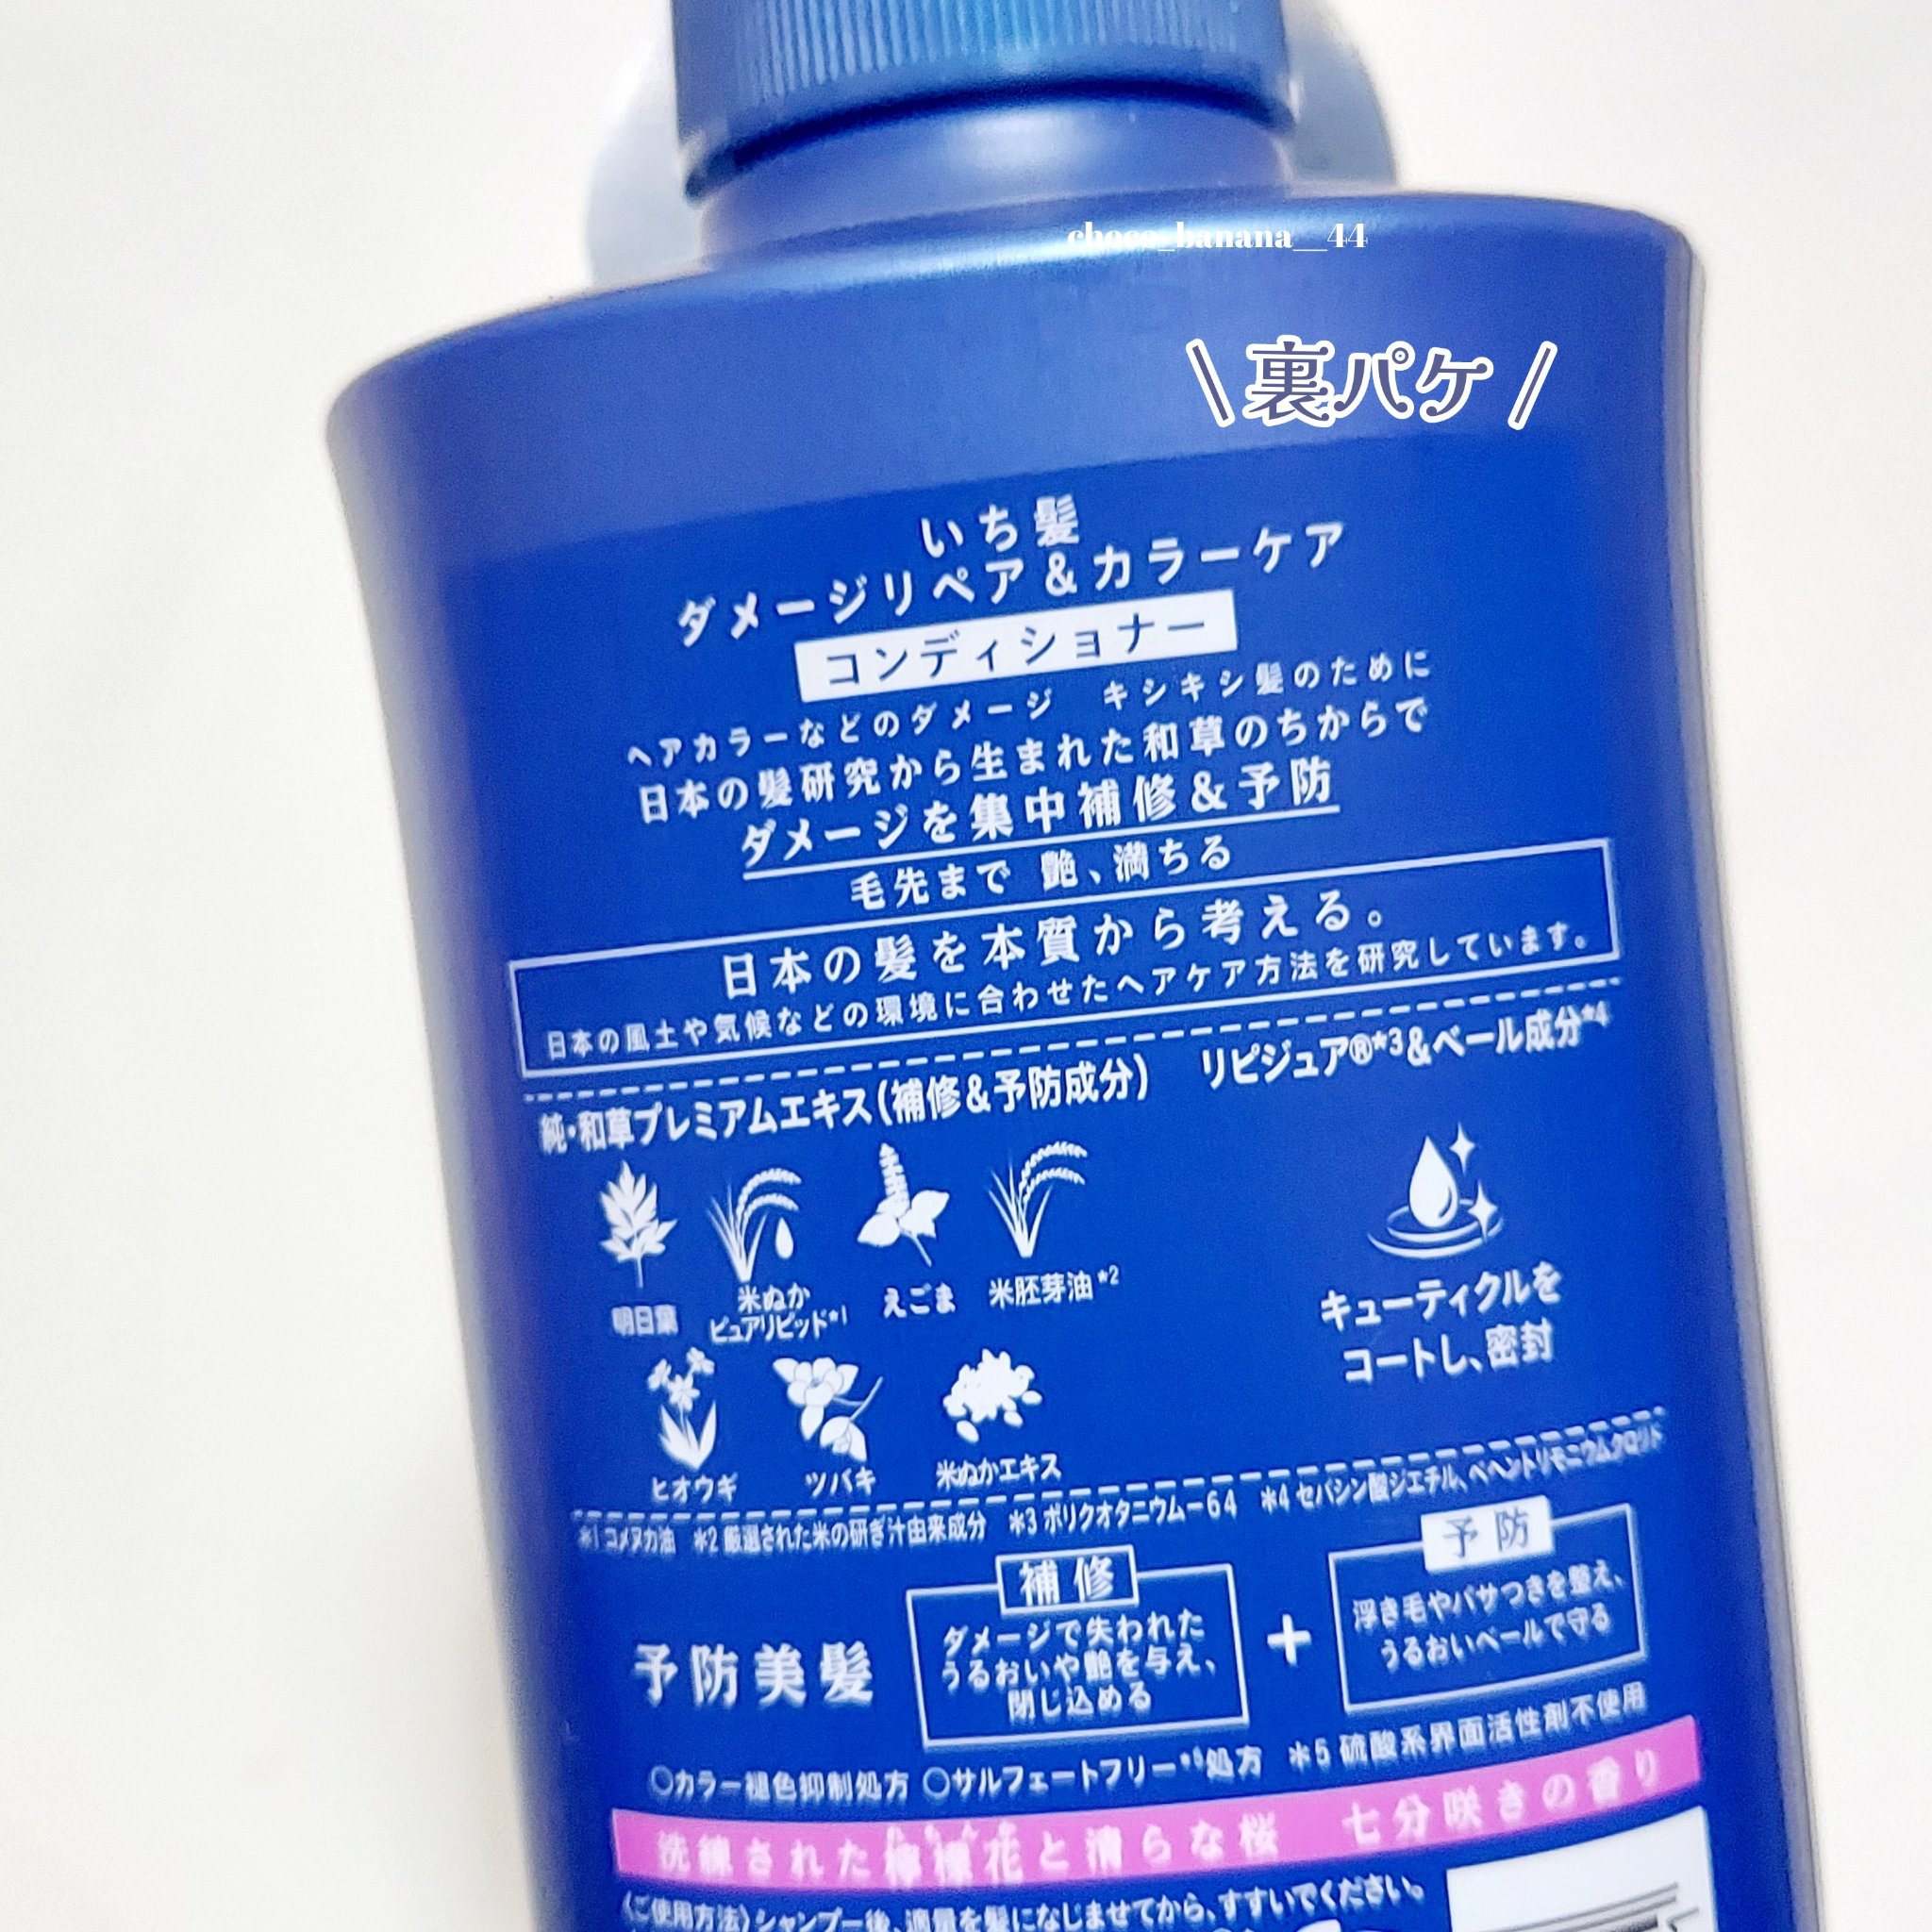 choco_banana__44
\ 裏パケ /
いち髪
ダメージリペア&カラーケア
コンディショナー
ヘアカラーなどのダメージ キシキシ髪のために
日本の髪研究から生まれた和草のちからで
ダメージを集中補修&予防
毛先まで 艶、満ちる
日本の髪を本質から考える。
日本の風土や気候などの環境に合わせたヘアケア方法を研究しています。
純・和草プレミアムエキス(補修&予防成分)
明日葉
米ぬか
ピュアリピッド*1
えごま
米胚芽油*2
ヒオウギ
ツバキ
米ぬかエキス
リピジュア®*3&ベール成分*4
キューティクルを
コートし、密封
*1 コメヌカ油 *2 厳選された米の研ぎ汁由来成分 *3 ポリクオタニウム-64 *4 セバシン酸ジエチル、ベヘントリモニウムクロリド
予防美髪
補修
ダメージで失われた
うるおいや艶を与え、
閉じ込める
+
予防
浮き毛やパサつきを整え、
うるおいベールで守る
○カラー褪色抑制処方 ○サルフェートフリー処方 *5 硫酸系界面活性剤不使用
洗練された檸檬花と清らな桜 七分咲きの香り
〈ご使用方法〉シャンプー後、適量を髪になじませてから、すすいでください。